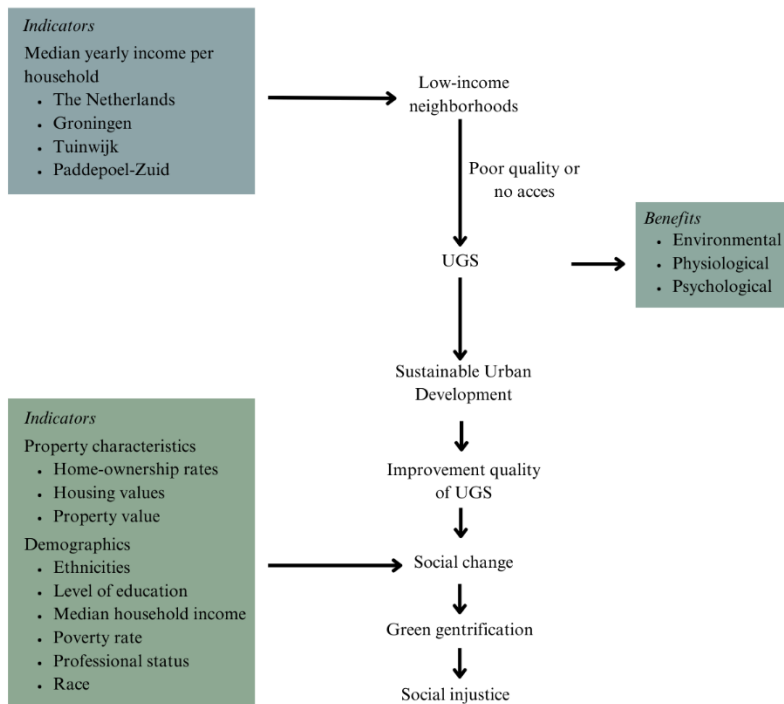 Indicators
Median yearly income per
household
• The Netherlands
• Groningen
• Tuinwijk
• Paddepoel-Zuid
Low-income
neighborhoods
Poor quality or
no acces
UGS
Benefits
• Environmental
• Physiological
• Psychological
Sustainable Urban
Development
Improvement quality
of UGS
Indicators
Property characteristics
• Home-ownership rates
• Housing values
• Property value
Demographics
• Ethnicities
• Level of education
• Median household income
• Poverty rate
• Professional status
• Race
Social change
Green gentrification
Social injustice